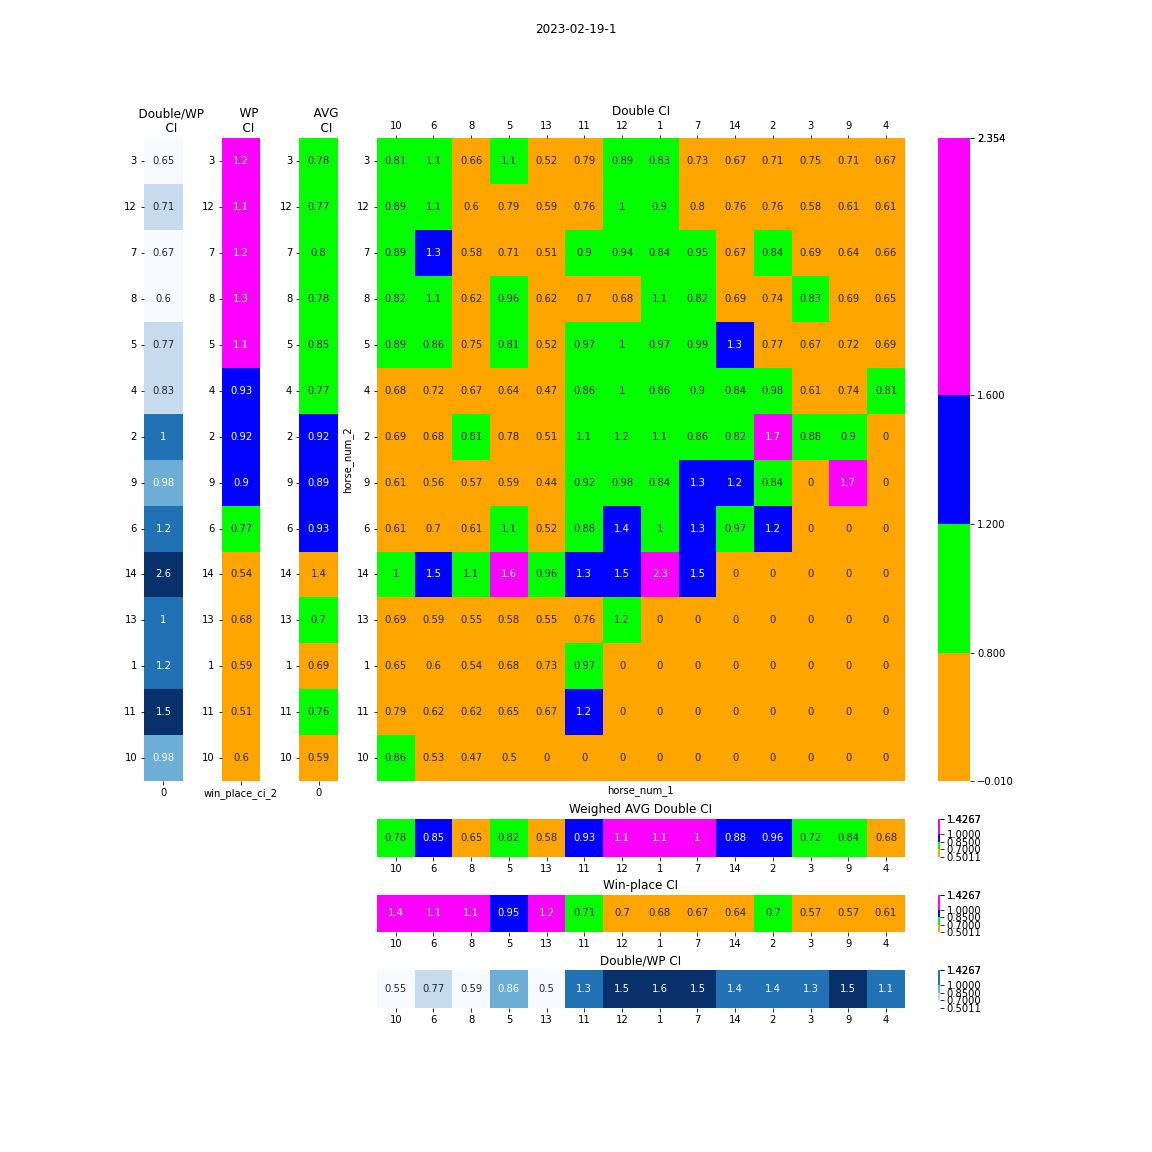 2023-02-19-1
Double/WP CI
WP CI
AVG CI
Double CI
10 6 8 5 13 11 12 1 7 14 2 3 9 4
3 0.65 3 1.2 3 0.78 3 0.81 1.1 0.66 1.1 0.52 0.79 0.89 0.83 0.73 0.67 0.71 0.75 0.71 0.67
12 0.71 12 1.1 12 0.77 12 0.89 1.1 0.6 0.79 0.59 0.76 1 0.9 0.8 0.76 0.76 0.58 0.61 0.61
7 0.67 7 1.2 7 0.8 7 0.89 1.3 0.58 0.71 0.51 0.9 0.94 0.84 0.95 0.67 0.84 0.69 0.64 0.66
8 0.6 8 1.3 8 0.78 8 0.82 1.1 0.62 0.96 0.62 0.7 0.68 1.1 0.82 0.69 0.74 0.83 0.69 0.65
5 0.77 5 1.1 5 0.85 5 0.89 0.86 0.75 0.81 0.52 0.97 1 0.97 0.99 1.3 0.77 0.67 0.72 0.69
4 0.83 4 0.93 4 0.77 4 0.68 0.72 0.67 0.64 0.47 0.86 1 0.86 0.9 0.84 0.98 0.61 0.74 0.81
2 1 2 0.92 2 0.92 2 0.69 0.68 0.81 0.78 0.51 1.1 1.2 1.1 0.86 0.82 1.7 0.88 0.9 0
9 0.98 9 0.9 9 0.89 9 0.61 0.56 0.57 0.59 0.44 0.92 0.98 0.84 1.3 1.2 0.84 0 1.7 0
6 1.2 6 0.77 6 0.93 6 0.61 0.7 0.61 1.1 0.52 0.88 1.4 1 1.3 0.97 1.2 0 0 0
14 2.6 14 0.54 14 1.4 14 1 1.5 1.1 1.6 0.96 1.3 1.5 2.3 1.5 0 0 0 0 0
13 1 13 0.68 13 0.7 13 0.69 0.59 0.55 0.58 0.55 0.76 1.2 0 0 0 0 0 0 0
1 1.2 1 0.59 1 0.69 1 0.65 0.6 0.54 0.68 0.73 0.97 0 0 0 0 0 0 0 0
11 1.5 11 0.51 11 0.76 11 0.79 0.62 0.62 0.65 0.67 1.2 0 0 0 0 0 0 0 0
10 0.98 10 0.6 10 0.59 10 0.86 0.53 0.47 0.5 0 0 0 0 0 0 0 0 0 0
horse_num_2
0 win_place_ci_2 0 horse_num_1
2.354
1.600
1.200
0.800
−0.010
Weighed AVG Double CI
0.78 0.85 0.65 0.82 0.58 0.93 1.1 1.1 1 0.88 0.96 0.72 0.84 0.68
10 6 8 5 13 11 12 1 7 14 2 3 9 4
1.4267
1.0000
0.8500
0.7000
0.5011
Win-place CI
1.4 1.1 1.1 0.95 1.2 0.71 0.7 0.68 0.67 0.64 0.7 0.57 0.57 0.61
10 6 8 5 13 11 12 1 7 14 2 3 9 4
1.4267
1.0000
0.8500
0.7000
0.5011
Double/WP CI
0.55 0.77 0.59 0.86 0.5 1.3 1.5 1.6 1.5 1.4 1.4 1.3 1.5 1.1
10 6 8 5 13 11 12 1 7 14 2 3 9 4
1.4267
1.0000
0.8500
0.7000
0.5011